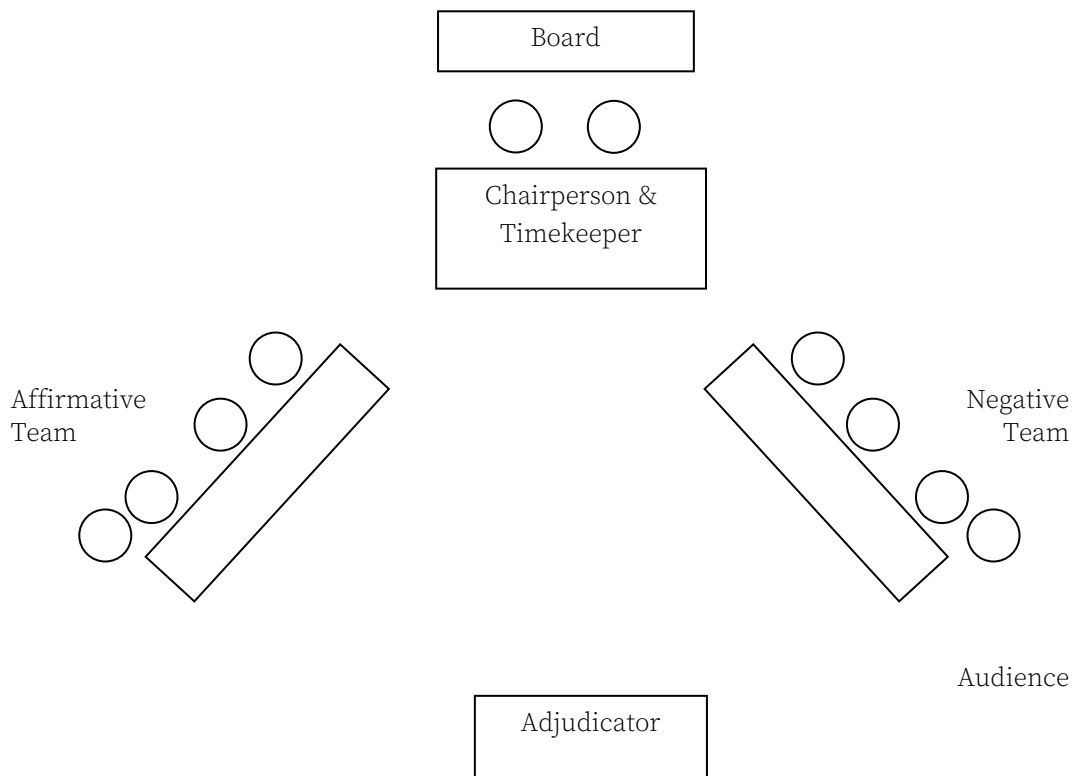 Board
Chairperson &
Timekeeper
Affirmative
Team
Negative
Team
Audience
Adjudicator